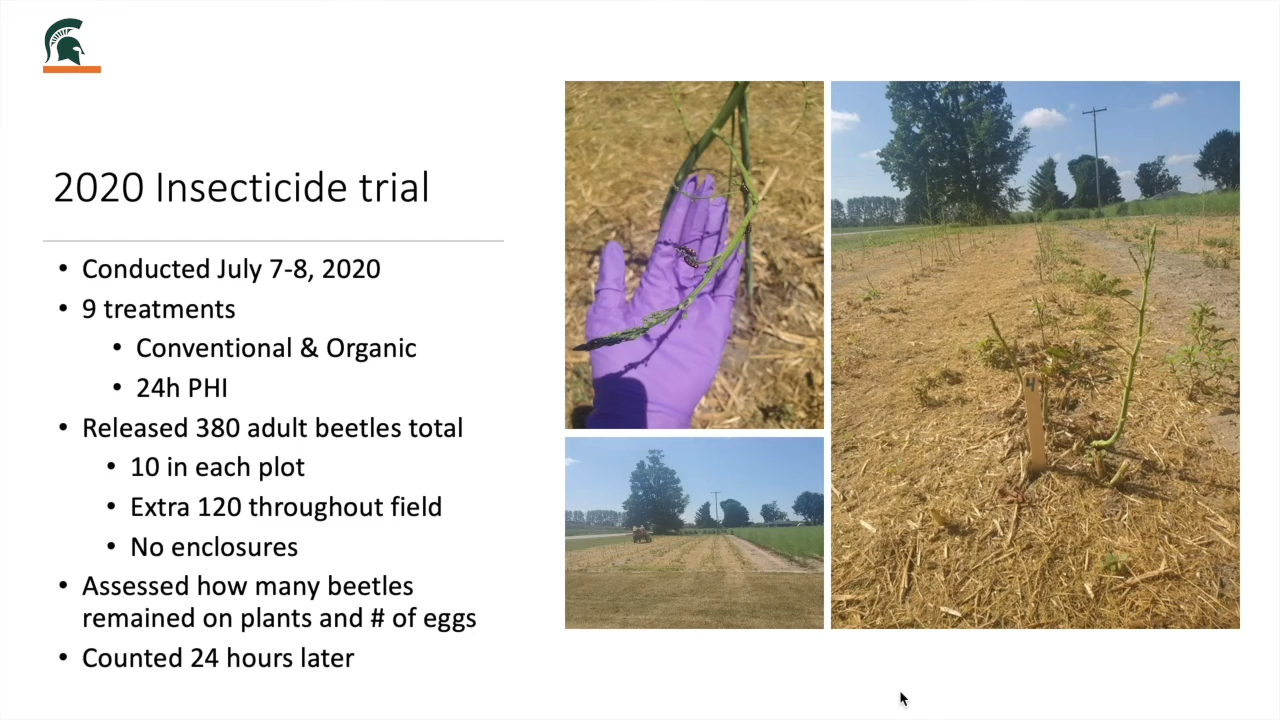 2020 Insecticide trial
• Conducted July 7-8, 2020
• 9 treatments
• Conventional & Organic
• 24h PHI
• Released 380 adult beetles total
• 10 in each plot
• Extra 120 throughout field
• No enclosures
• Assessed how many beetles
remained on plants and # of eggs
• Counted 24 hours later
4